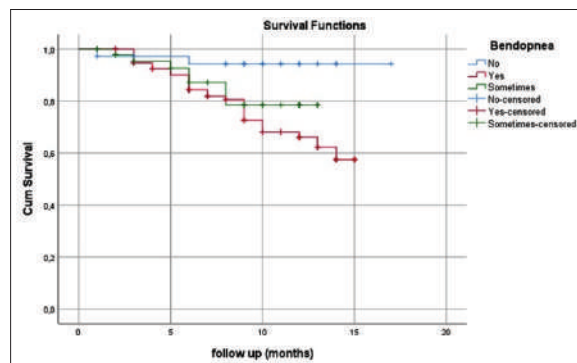 Survival Functions
Bendopnea
No
Yes
Sometimes
No-censored
Yes-censored
Sometimes-censored
Cum Survival
1,0
0,8
0,6
0,4
0,2
0,0
0
5
10
15
20
follow up (months)